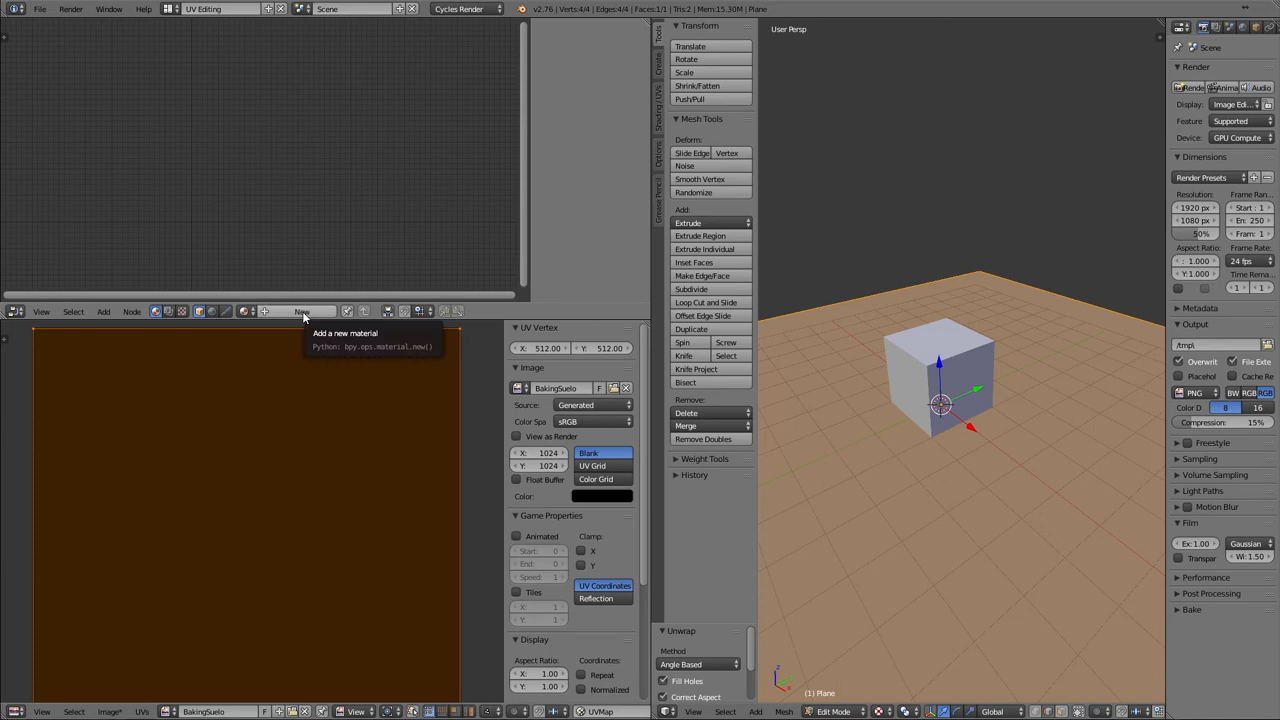 File Render Window Help UV Editing Scene Cycles Render v2.76 | Verts:4/4 | Edges:4/4 | Faces:1/1 | Tris:2 | Mem:15.30M | Plane
View Select Add Node New
Add a new material
Python: bpy.ops.material.new()
UV Vertex
X: 512.00 Y: 512.00
Image
BakingSuelo F
Source: Generated
Color Spa sRGB
View as Render
X: 1024 Blank
Y: 1024 UV Grid
Float Buffer Color Grid
Color:
Game Properties
Animated Clamp:
Start: 0 X
End: 0 Y
Speed: 1
UV Coordinates
Tiles Reflection
X: 1
Y: 1
Display
Aspect Ratio: Coordinates:
X: 1.00 Repeat
Y: 1.00 Normalized
View Select Image* UVs BakingSuelo F View UVMap
Tools
Create
Shading / UVs
Options
Grease Pencil
Transform
Translate
Rotate
Scale
Shrink/Fatten
Push/Pull
Mesh Tools
Deform:
Slide Edge Vertex
Noise
Smooth Vertex
Randomize
Add:
Extrude
Extrude Region
Extrude Individual
Inset Faces
Make Edge/Face
Subdivide
Loop Cut and Slide
Offset Edge Slide
Duplicate
Spin Screw
Knife Select
Knife Project
Bisect
Remove:
Delete
Merge
Remove Doubles
Weight Tools
History
Unwrap
Method
Angle Based
Fill Holes
Correct Aspect
User Persp
z
x
(1) Plane
View Select Add Mesh Edit Mode Global
Scene
Render
Rende Anima Audio
Display: Image Edi...
Feature Supported
Device: GPU Compute
Dimensions
Render Presets
Resolution: Frame Ran
1920 px Start : 1
1080 px En: 250
50% Fram: 1
Aspect Ratio: Frame Rate:
: 1.000 24 fps
Y: 1.000 Time Rema
1 1
Metadata
Output
/tmp\
Overwrit File Exte
Placehol Cache Re
PNG BW RGB RGB
Color D 8 16
Compression: 15%
Freestyle
Sampling
Volume Sampling
Light Paths
Motion Blur
Film
Ex: 1.00 Gaussian
Transpar Wi: 1.50
Performance
Post Processing
Bake